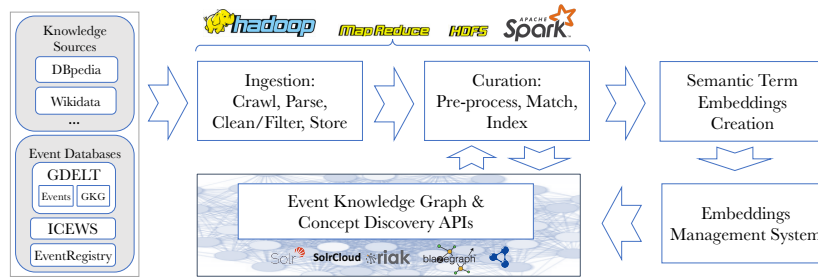 Knowledge
Sources
DBpedia
Wikidata
...
Event Databases
GDELT
Events
GKG
ICEWS
EventRegistry
hadoop
Map Reduce
HDFS
APACHE
Spark
Ingestion:
Crawl, Parse,
Clean/Filter, Store
Curation:
Pre-process, Match,
Index
Semantic Term
Embeddings
Creation
Event Knowledge Graph &
Concept Discovery APIs
Solr
SolrCloud
riak
blazegraph
Embeddings
Management System